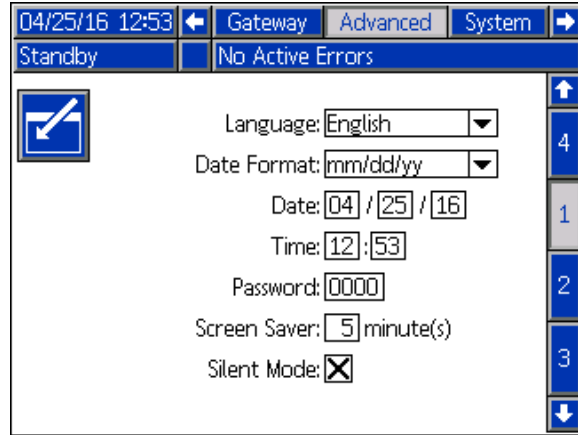 04/25/16 12:53 Gateway Advanced System
Standby No Active Errors
Language: English
4
Date Format: mm/dd/yy
Date: 04 / 25 / 16
1
Time: 12 : 53
Password: 0000
2
Screen Saver: 5 minute(s)
3
Silent Mode: